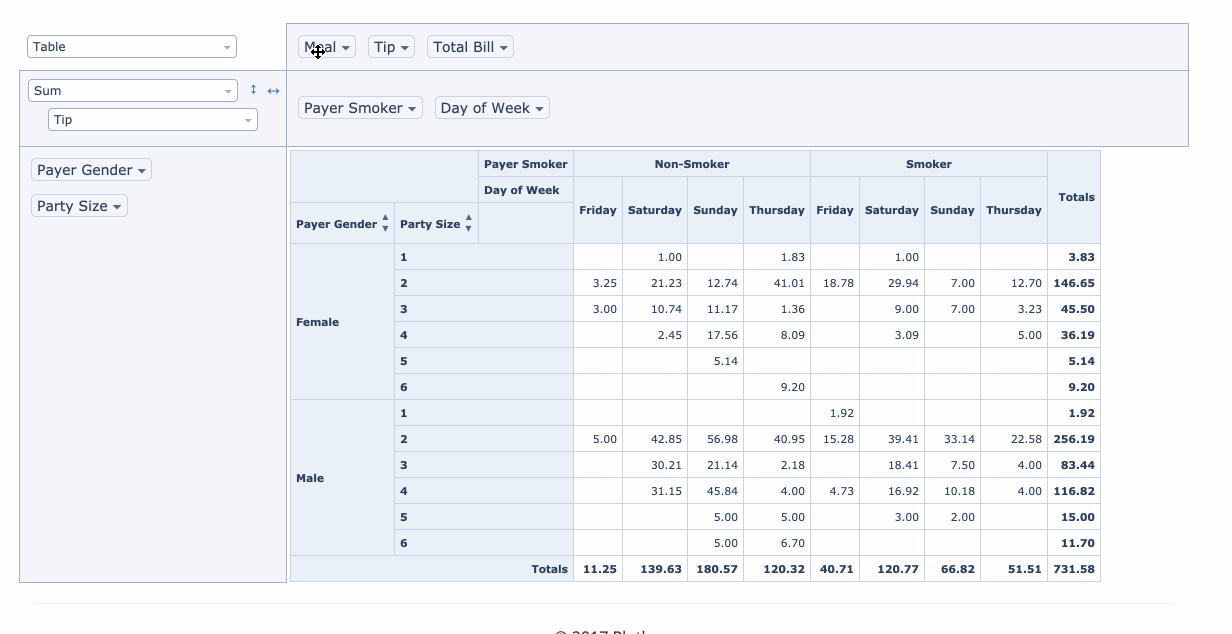 Table
Meal Tip Total Bill
Sum
Tip
Payer Smoker Day of Week
Payer Gender
Party Size
Payer Smoker Non-Smoker Smoker Totals
Day of Week Friday Saturday Sunday Thursday Friday Saturday Sunday Thursday
Payer Gender Party Size
Female
1 1.00 1.83 1.00 3.83
2 3.25 21.23 12.74 41.01 18.78 29.94 7.00 12.70 146.65
3 3.00 10.74 11.17 1.36 9.00 7.00 3.23 45.50
4 2.45 17.56 8.09 3.09 5.00 36.19
5 5.14 5.14
6 9.20 9.20
Male
1 1.92 1.92
2 5.00 42.85 56.98 40.95 15.28 39.41 33.14 22.58 256.19
3 30.21 21.14 2.18 18.41 7.50 4.00 83.44
4 31.15 45.84 4.00 4.73 16.92 10.18 4.00 116.82
5 5.00 5.00 3.00 2.00 15.00
6 5.00 6.70 11.70
Totals 11.25 139.63 180.57 120.32 40.71 120.77 66.82 51.51 731.58
© 2017